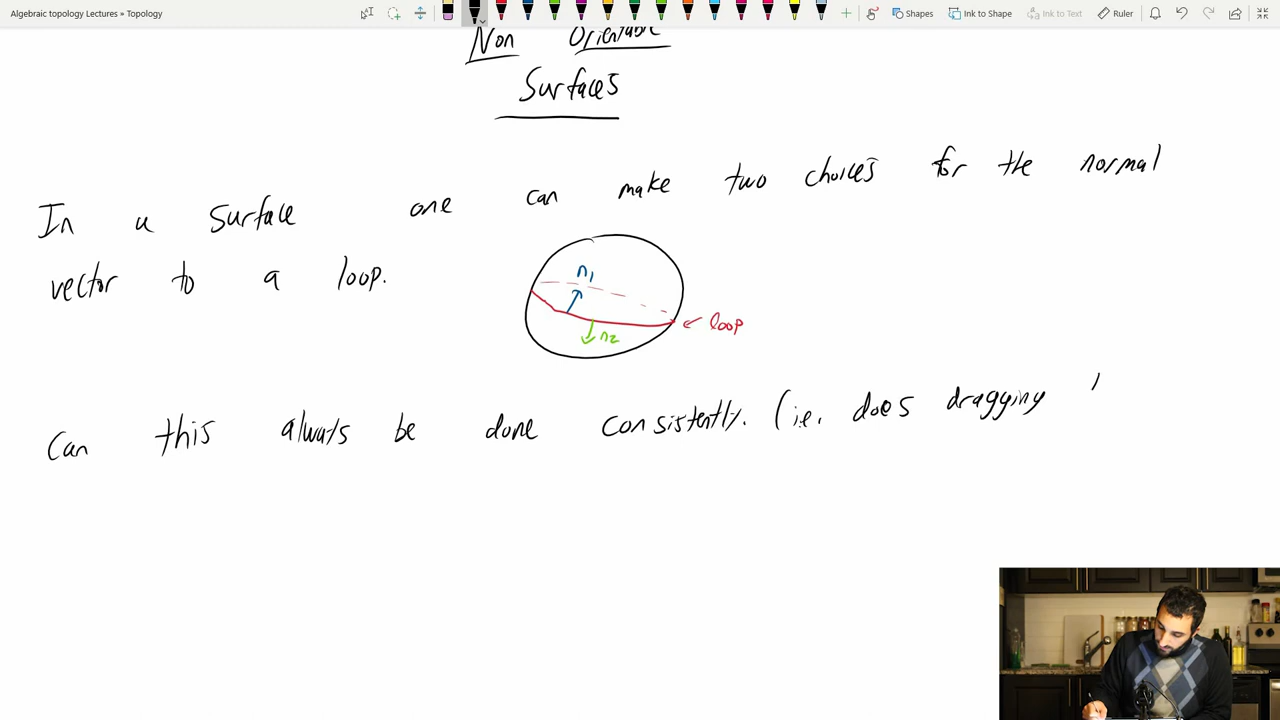 Algebraic topology Lectures » Topology
Shapes
Ink to Shape
Ink to Text
Ruler
Non Orientable
Surfaces
In a surface one can make two choices for the normal
vector to a loop.
n1
← loop
n2
Can this always be done consistently. (i.e. does dragging